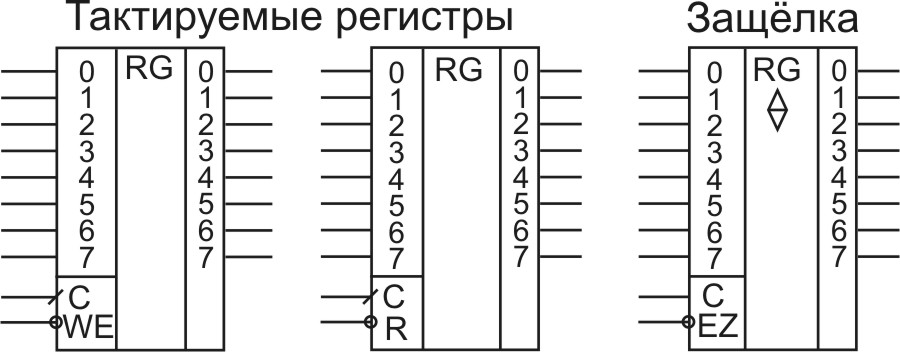 Тактируемые регистры Защёлка
0 RG 0 0 RG 0 0 RG 0
1 1 1 1 1 1
2 2 2 2 2 2
3 3 3 3 3 3
4 4 4 4 4 4
5 5 5 5 5 5
6 6 6 6 6 6
7 7 7 7 7 7
C C C
WE R EZ